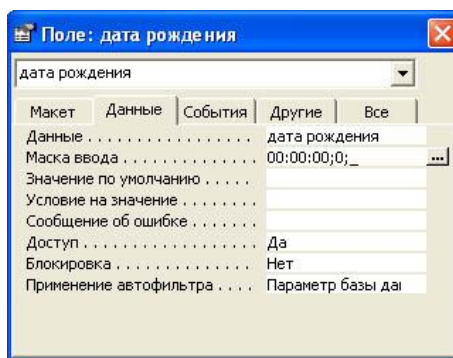 Поле: дата рождения
дата рождения
Макет Данные События Другие Все
Данные . . . . . . . . . . . . . . . . . дата рождения
Маска ввода . . . . . . . . . . . . . . 00:00:00;0;_ ...
Значение по умолчанию . . . . .
Условие на значение . . . . . . . .
Сообщение об ошибке . . . . . . .
Доступ . . . . . . . . . . . . . . . . . . Да
Блокировка . . . . . . . . . . . . . . Нет
Применение автофильтра . . . . Параметр базы дан